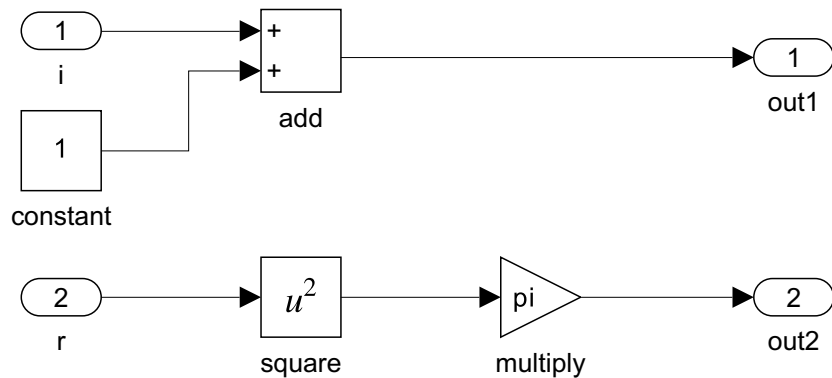 1
i
+
+
add
1
out1
1
constant
2
r
u²
square
pi
multiply
2
out2